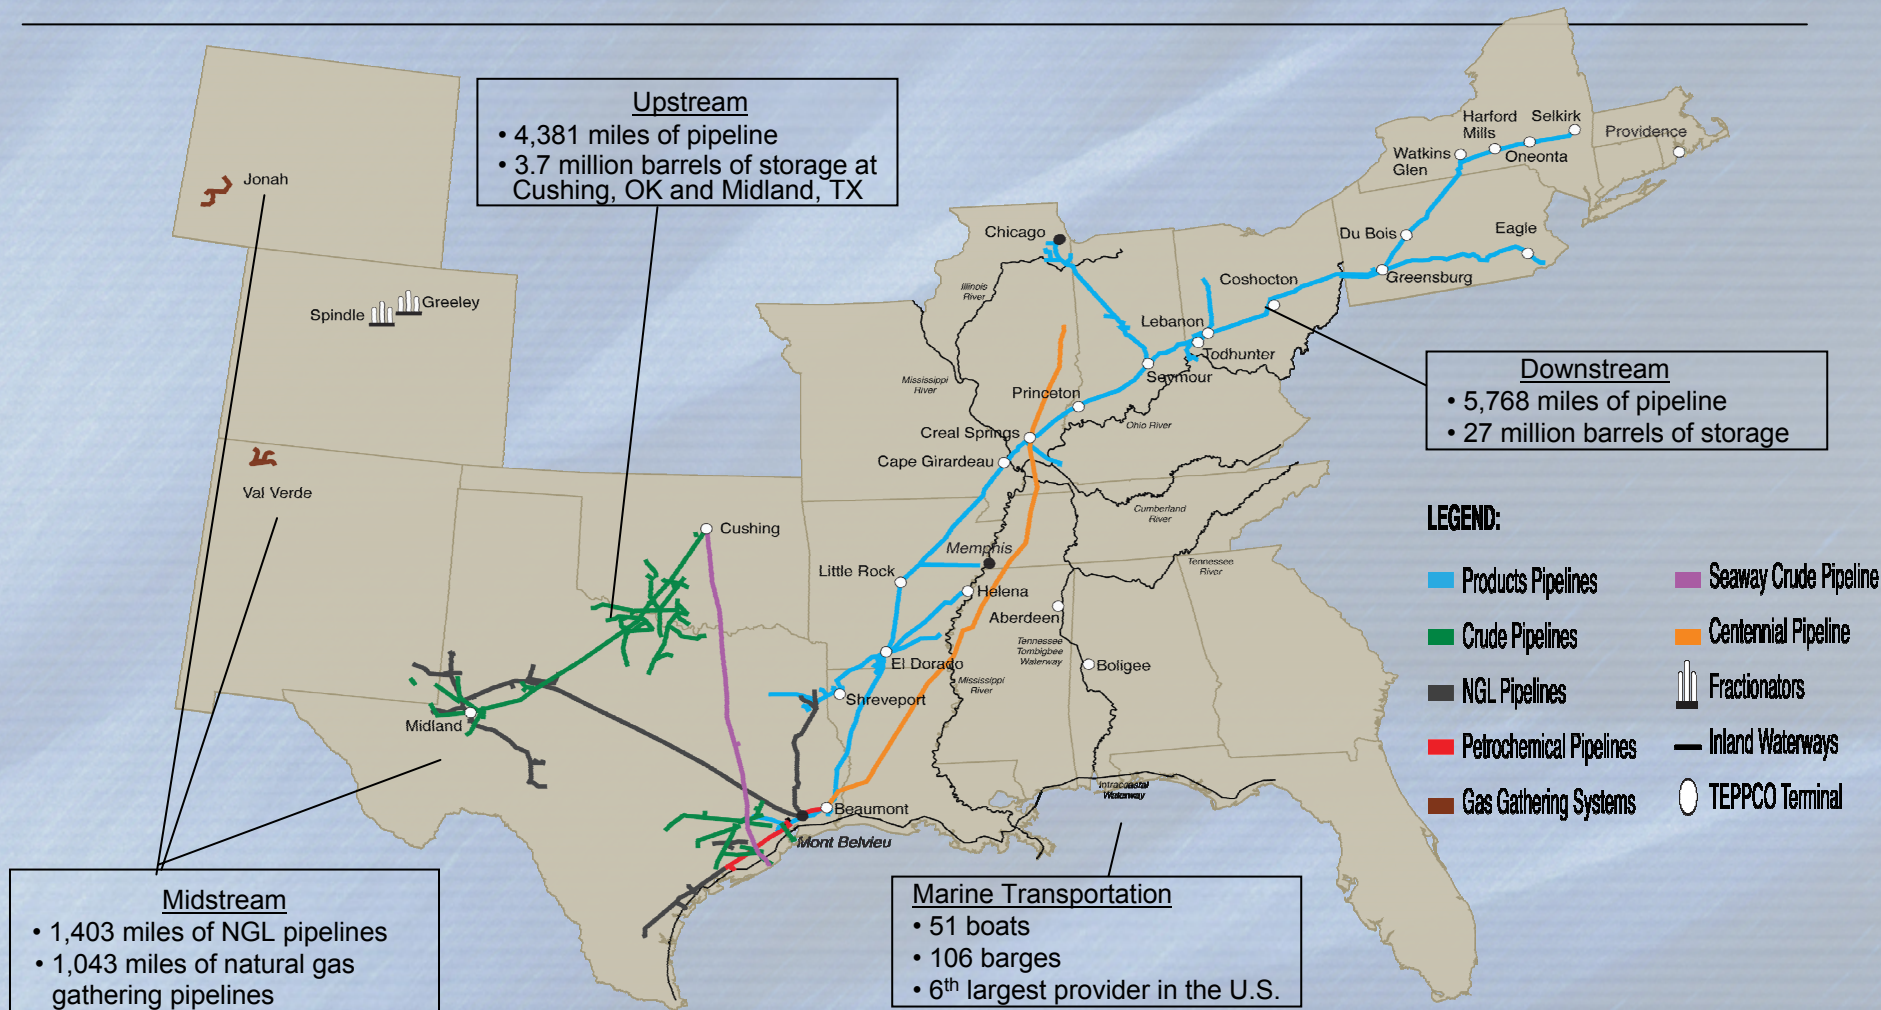 Upstream
• 4,381 miles of pipeline
• 3.7 million barrels of storage at
Cushing, OK and Midland, TX
Jonah
Spindle
Greeley
Val Verde
Cushing
Midland
Chicago
Illinois
River
Mississippi
River
Harford
Mills
Selkirk
Watkins
Glen
Oneonta
Providence
Du Bois
Eagle
Greensburg
Coshocton
Lebanon
Todhunter
Seymour
Princeton
Creal Springs
Ohio River
Cape Girardeau
Cumberland
River
Memphis
Little Rock
Helena
Tennessee
River
Aberdeen
Tennessee
Tombigbee
Waterway
Boligee
El Dorado
Mississippi
River
Shreveport
Beaumont
Mont Belvieu
Intracoastal
Waterway
Downstream
• 5,768 miles of pipeline
• 27 million barrels of storage
LEGEND:
Products Pipelines
Crude Pipelines
NGL Pipelines
Petrochemical Pipelines
Gas Gathering Systems
Seaway Crude Pipeline
Centennial Pipeline
Fractionators
Inland Waterways
TEPPCO Terminal
Midstream
• 1,403 miles of NGL pipelines
• 1,043 miles of natural gas
gathering pipelines
Marine Transportation
• 51 boats
• 106 barges
• 6th largest provider in the U.S.